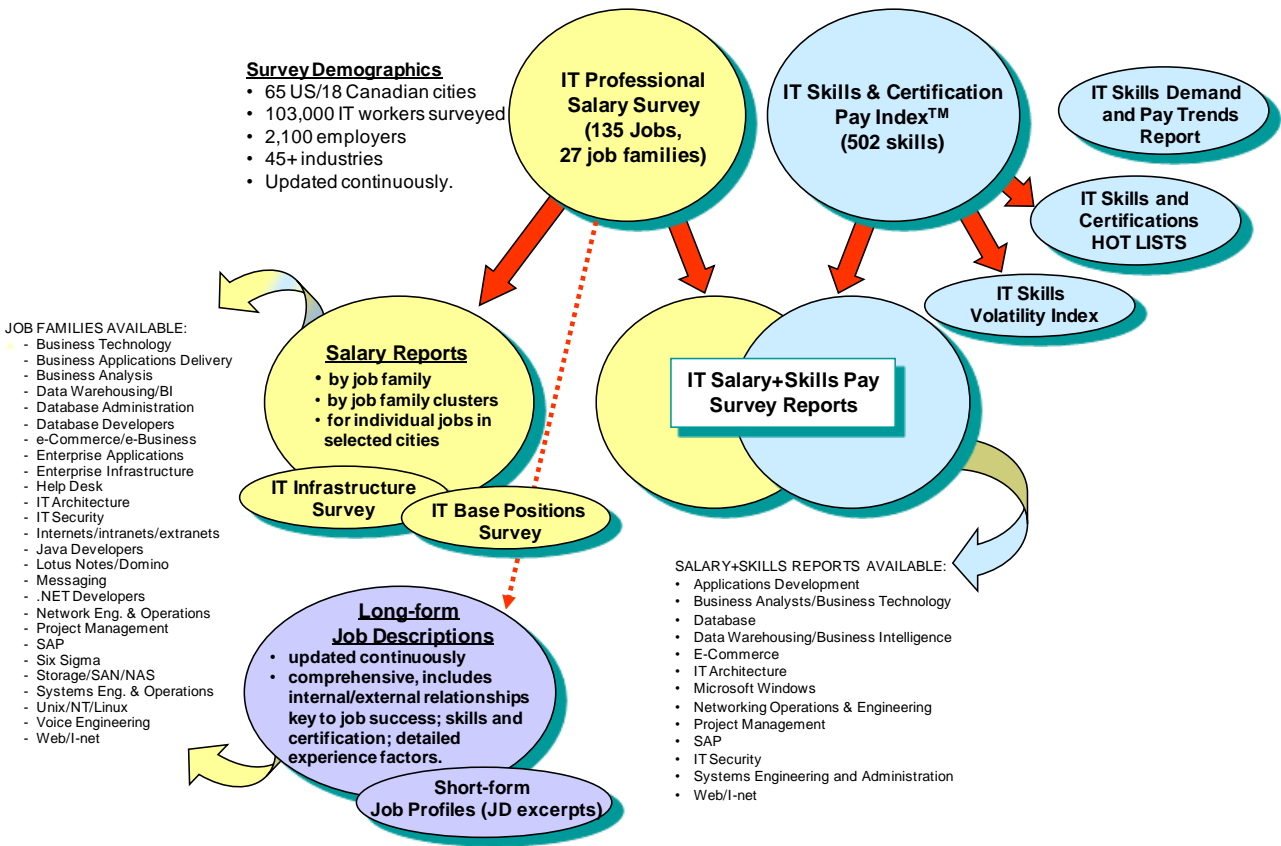 Survey Demographics
• 65 US/18 Canadian cities
• 103,000 IT workers surveyed
• 2,100 employers
• 45+ industries
• Updated continuously.
IT Professional
Salary Survey
(135 Jobs,
27 job families)
IT Skills & Certification
Pay Index™
(502 skills)
IT Skills Demand
and Pay Trends
Report
IT Skills and
Certifications
HOT LISTS
IT Skills
Volatility Index
JOB FAMILIES AVAILABLE:
- Business Technology
- Business Applications Delivery
- Business Analysis
- Data Warehousing/BI
- Database Administration
- Database Developers
- e-Commerce/e-Business
- Enterprise Applications
- Enterprise Infrastructure
- Help Desk
- IT Architecture
- IT Security
- Internets/intranets/extranets
- Java Developers
- Lotus Notes/Domino
- Messaging
- .NET Developers
- Network Eng. & Operations
- Project Management
- SAP
- Six Sigma
- Storage/SAN/NAS
- Systems Eng. & Operations
- Unix/NT/Linux
- Voice Engineering
- Web/I-net
Salary Reports
• by job family
• by job family clusters
• for individual jobs in
selected cities
IT Infrastructure
Survey
IT Base Positions
Survey
IT Salary+Skills Pay
Survey Reports
Long-form
Job Descriptions
• updated continuously
• comprehensive, includes
internal/external relationships
key to job success; skills and
certification; detailed
experience factors.
Short-form
Job Profiles (JD excerpts)
SALARY+SKILLS REPORTS AVAILABLE:
• Applications Development
• Business Analysts/Business Technology
• Database
• Data Warehousing/Business Intelligence
• E-Commerce
• IT Architecture
• Microsoft Windows
• Networking Operations & Engineering
• Project Management
• SAP
• IT Security
• Systems Engineering and Administration
• Web/I-net